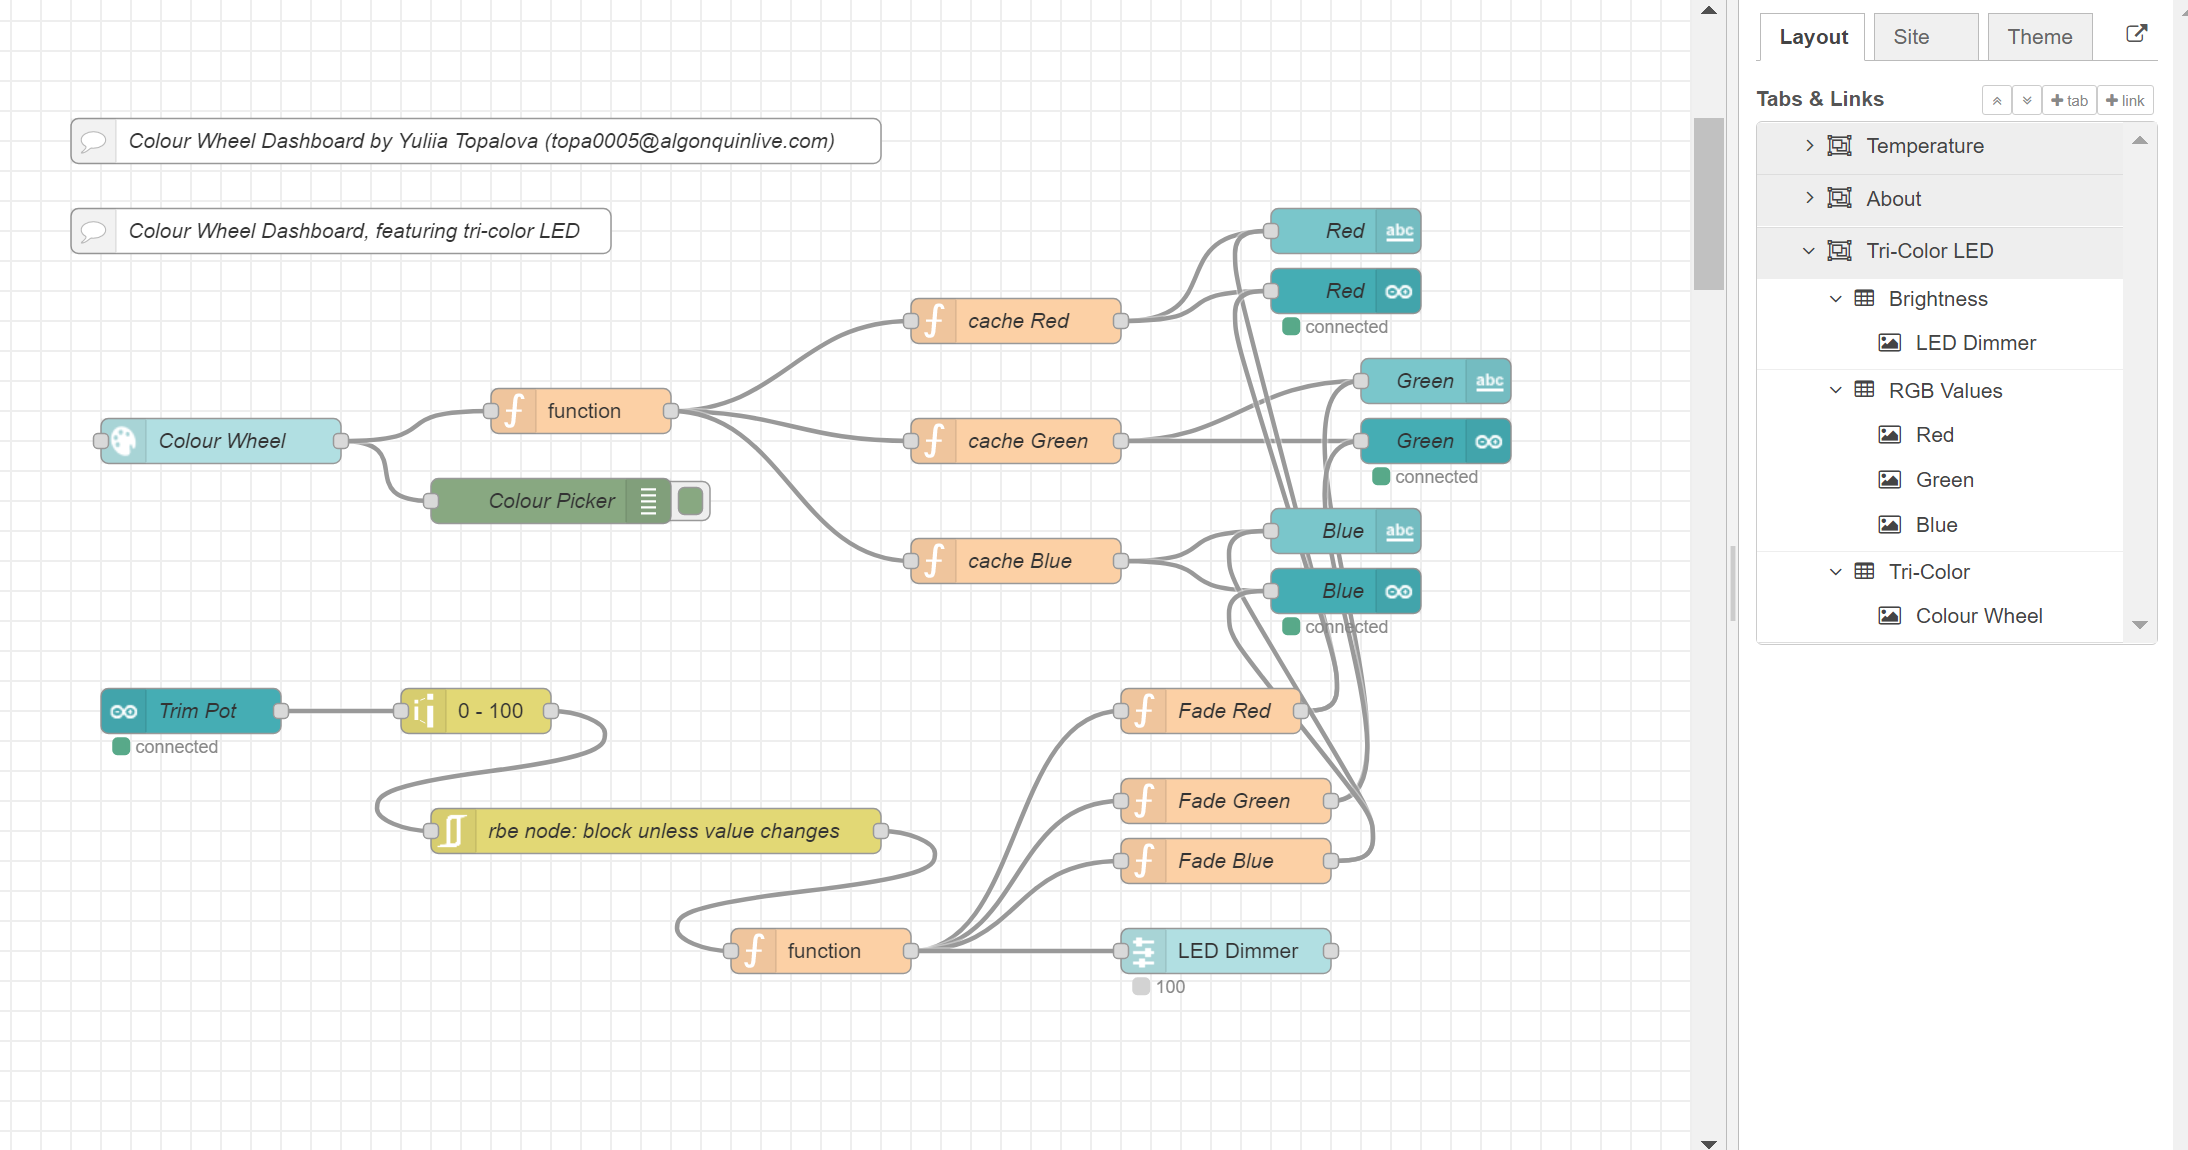 Colour Wheel Dashboard by Yuliia Topalova (topa0005@algonquinlive.com)
Colour Wheel Dashboard, featuring tri-color LED
Red abc
Red
connected
cache Red
Green abc
function
Colour Wheel
cache Green
Green
connected
Colour Picker
Blue abc
cache Blue
Blue
connected
Trim Pot
connected
0 - 100
Fade Red
rbe node: block unless value changes
Fade Green
Fade Blue
function
LED Dimmer
100
Layout Site Theme
Tabs & Links
tab link
Temperature
About
Tri-Color LED
Brightness
LED Dimmer
RGB Values
Red
Green
Blue
Tri-Color
Colour Wheel